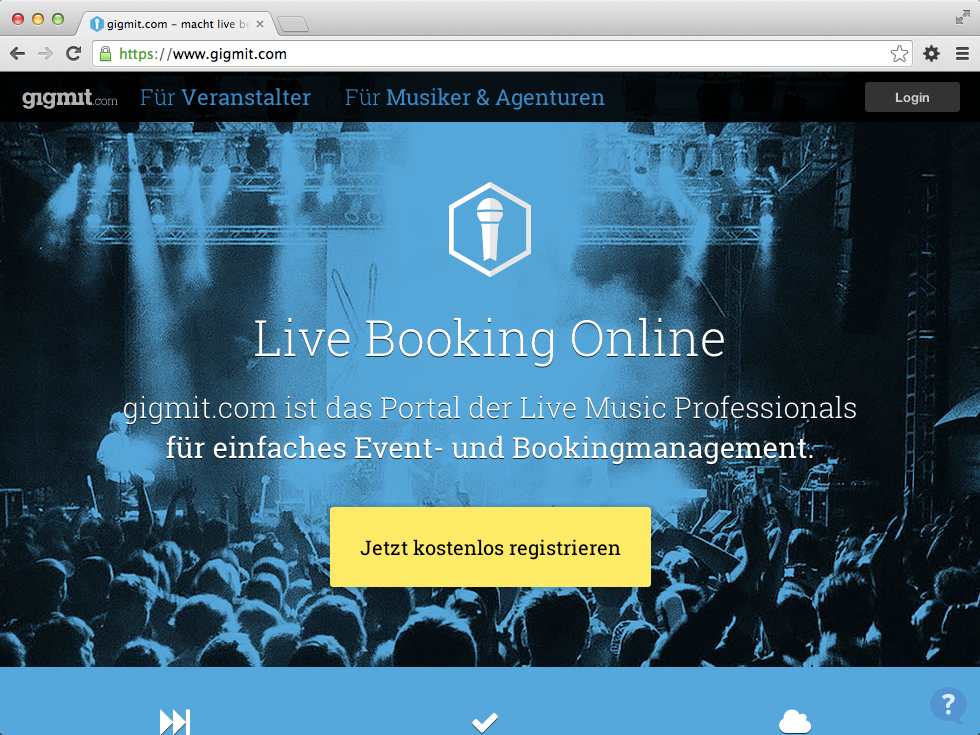 gigmit.com – macht live b
https://www.gigmit.com
gigmit.com
Für Veranstalter
Für Musiker & Agenturen
Login
Live Booking Online
gigmit.com ist das Portal der Live Music Professionals
für einfaches Event- und Bookingmanagement.
Jetzt kostenlos registrieren
?